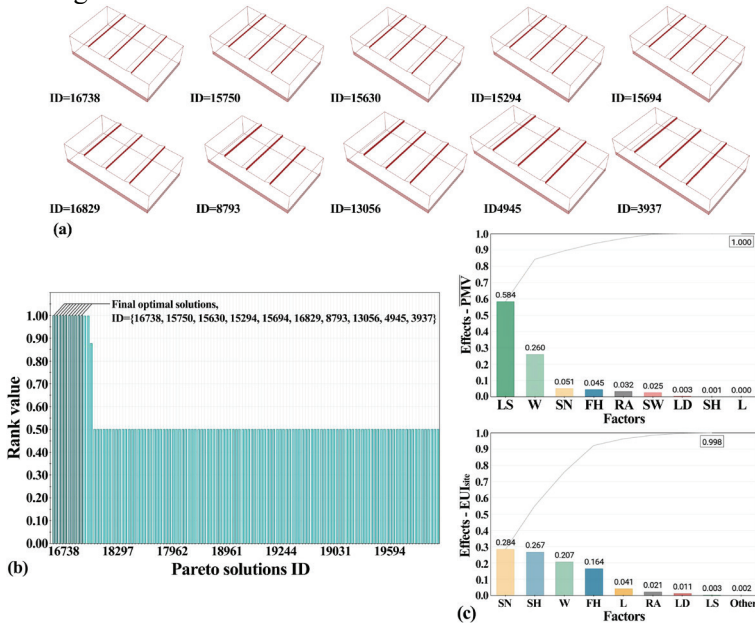 ID=16738 ID=15750 ID=15630 ID=15294 ID=15694
ID=16829 ID=8793 ID=13056 ID4945 ID=3937
(a)
Final optimal solutions,
ID={16738, 15750, 15630, 15294, 15694, 16829, 8793, 13056, 4945, 3937}
Rank value
1.00
0.90
0.80
0.70
0.60
0.50
0.40
0.30
0.20
0.10
0.00
16738 18297 17962 18961 19244 19031 19594
(b) Pareto solutions ID
Effects - PMV
1.0
0.9
0.8
0.7
0.6
0.5
0.4
0.3
0.2
0.1
0.0
1.000
0.584 0.260 0.051 0.045 0.032 0.025 0.003 0.001 0.000
LS W SN FH RA SW LD SH L
Factors
Effects - EUIsite
1.0
0.9
0.8
0.7
0.6
0.5
0.4
0.3
0.2
0.1
0.0
0.998
0.284 0.267 0.207 0.164 0.041 0.021 0.011 0.003 0.002
SN SH W FH L RA LD LS Other
(c) Factors